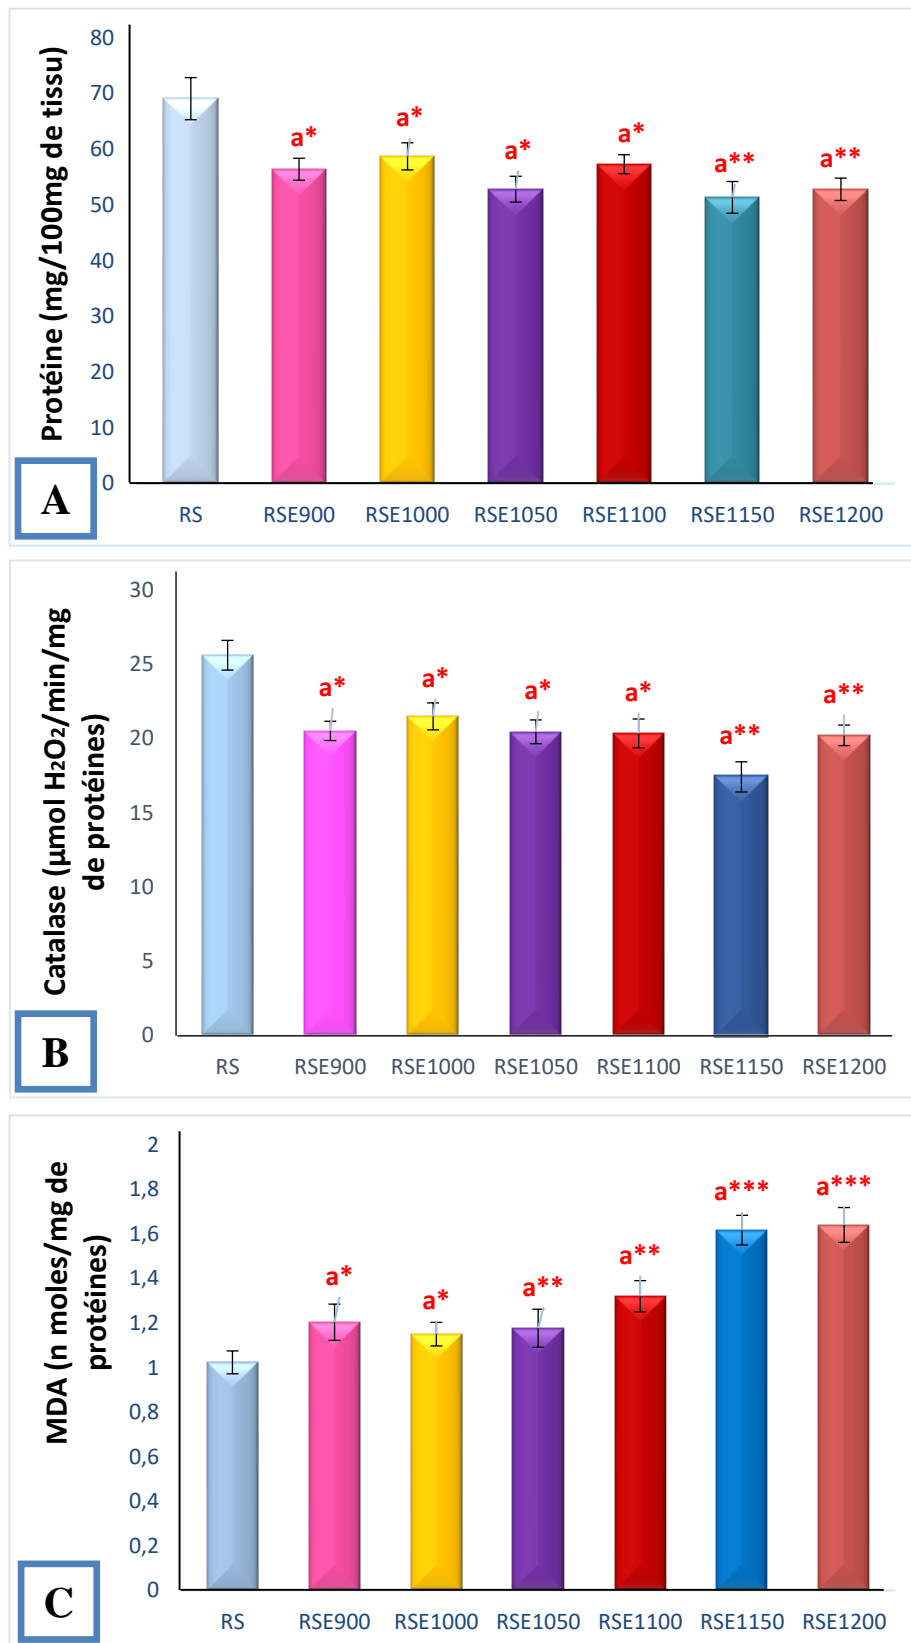 Protéine (mg/100mg de tissu)
80
70
60
50
40
30
20
10
0
a*
a*
a*
a*
a**
a**
RS RSE900 RSE1000 RSE1050 RSE1100 RSE1150 RSE1200
A
Catalase (µmol H2O2/min/mg
de protéines)
30
25
20
15
10
5
0
a*
a*
a*
a*
a**
a**
RS RSE900 RSE1000 RSE1050 RSE1100 RSE1150 RSE1200
B
MDA (n moles/mg de
protéines)
2
1,8
1,6
1,4
1,2
1
0,8
0,6
0,4
0,2
0
a*
a*
a**
a**
a***
a***
RS RSE900 RSE1000 RSE1050 RSE1100 RSE1150 RSE1200
C